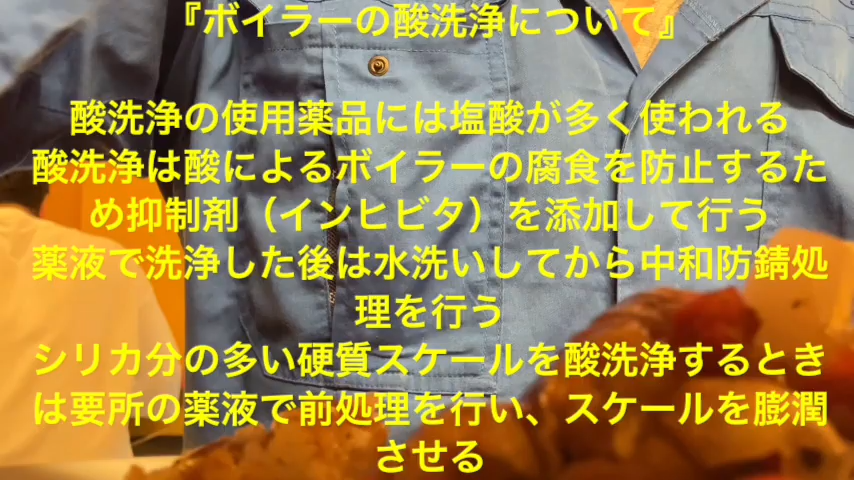 『ボイラーの酸洗浄について』
酸洗浄の使用薬品には塩酸が多く使われる
酸洗浄は酸によるボイラーの腐食を防止するた
め抑制剤（インヒビタ）を添加して行う
薬液で洗浄した後は水洗いしてから中和防錆処
理を行う
シリカ分の多い硬質スケールを酸洗浄するとき
は要所の薬液で前処理を行い、スケールを膨潤
させる